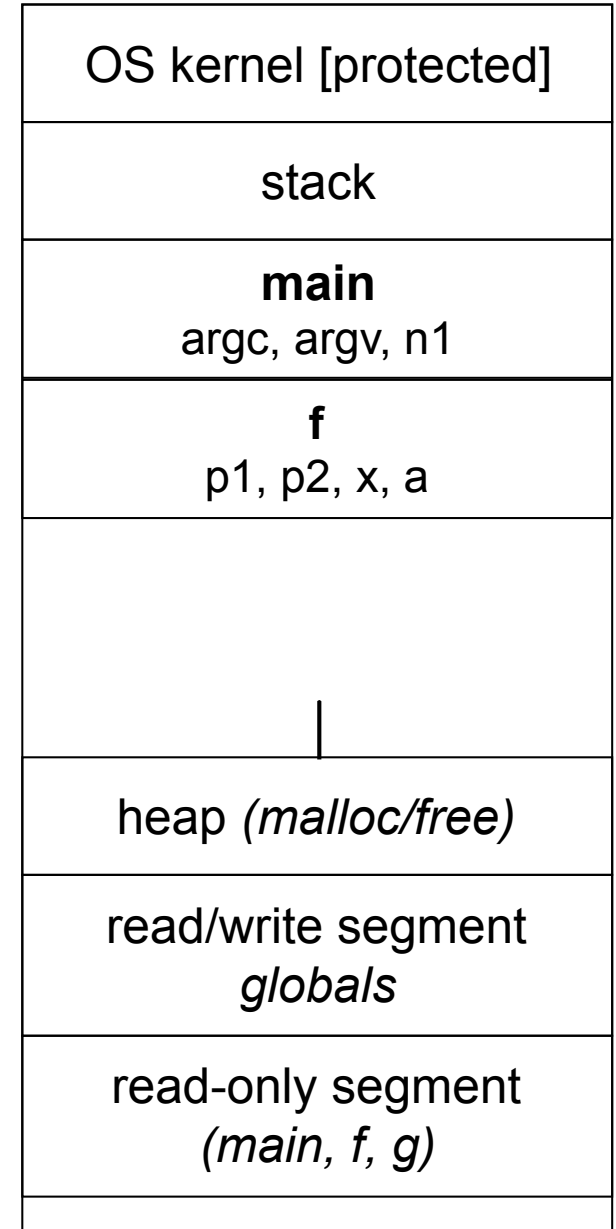 OS kernel [protected]
stack
main
argc, argv, n1
f
p1, p2, x, a
heap (malloc/free)
read/write segment
globals
read-only segment
(main, f, g)